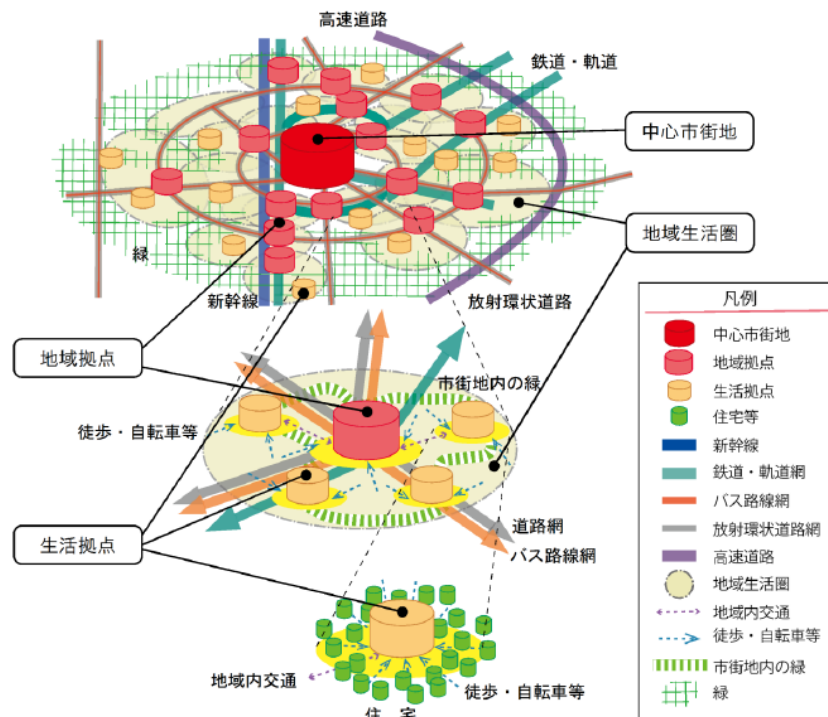 高速道路
鉄道・軌道
中心市街地
地域生活圏
緑
新幹線
放射環状道路
地域拠点
市街地内の緑
徒歩・自転車等
生活拠点
道路網
バス路線網
地域内交通
徒歩・自転車等
住 宅
凡例
中心市街地
地域拠点
生活拠点
住宅等
新幹線
鉄道・軌道網
バス路線網
放射環状道路網
高速道路
地域生活圏
地域内交通
徒歩・自転車等
市街地内の緑
緑